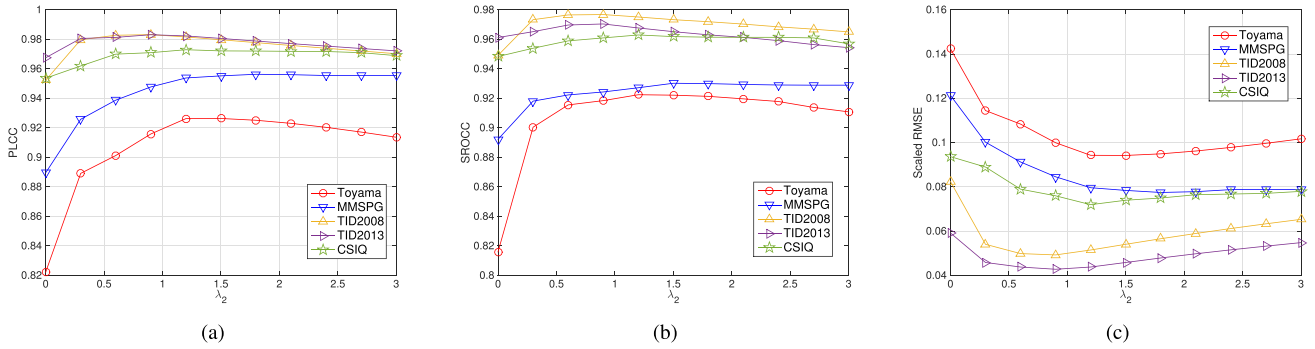 1
0.98
0.96
0.94
0.92
0.9
0.88
0.86
0.84
0.82
PLCC
0 0.5 1 1.5 2 2.5 3
λ2
Toyama
MMSPG
TID2008
TID2013
CSIQ
(a)
0.98
0.96
0.94
0.92
0.9
0.88
0.86
0.84
0.82
0.8
SROCC
0 0.5 1 1.5 2 2.5 3
λ2
Toyama
MMSPG
TID2008
TID2013
CSIQ
(b)
0.16
0.14
0.12
0.1
0.08
0.06
0.04
Scaled RMSE
0 0.5 1 1.5 2 2.5 3
λ2
Toyama
MMSPG
TID2008
TID2013
CSIQ
(c)